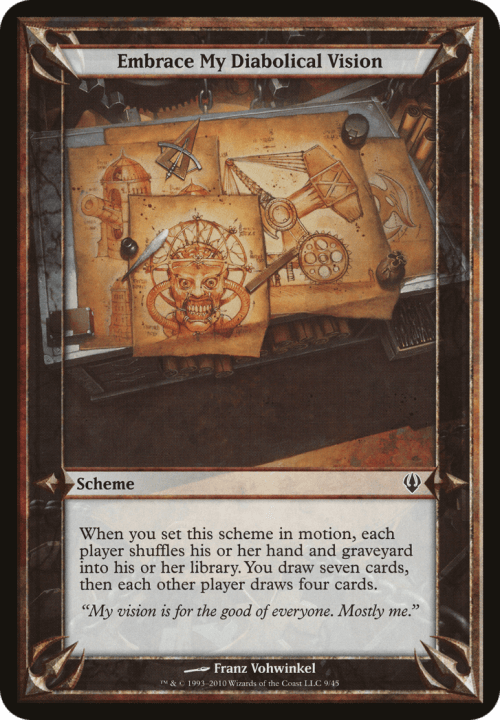 Embrace My Diabolical Vision
Scheme
When you set this scheme in motion, each
player shuffles his or her hand and graveyard
into his or her library. You draw seven cards,
then each other player draws four cards.
“My vision is for the good of everyone. Mostly me.”
Franz Vohwinkel
™ & © 1993–2010 Wizards of the Coast LLC 9/45